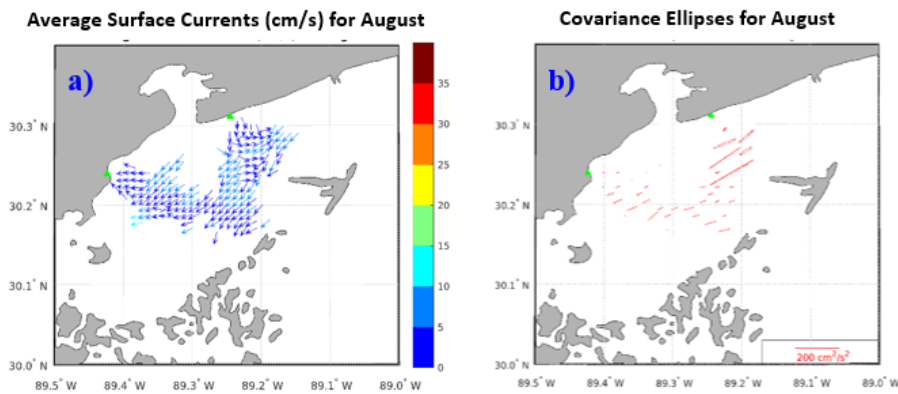 Average Surface Currents (cm/s) for August
Covariance Ellipses for August
a)
30.3° N
30.2° N
30.1° N
30.0° N
89.5° W 89.4° W 89.3° W 89.2° W 89.1° W 89.0° W
35
30
25
20
15
10
5
0
b)
30.3° N
30.2° N
30.1° N
30.0° N
200 cm²/s²
89.5° W 89.4° W 89.3° W 89.2° W 89.1° W 89.0° W